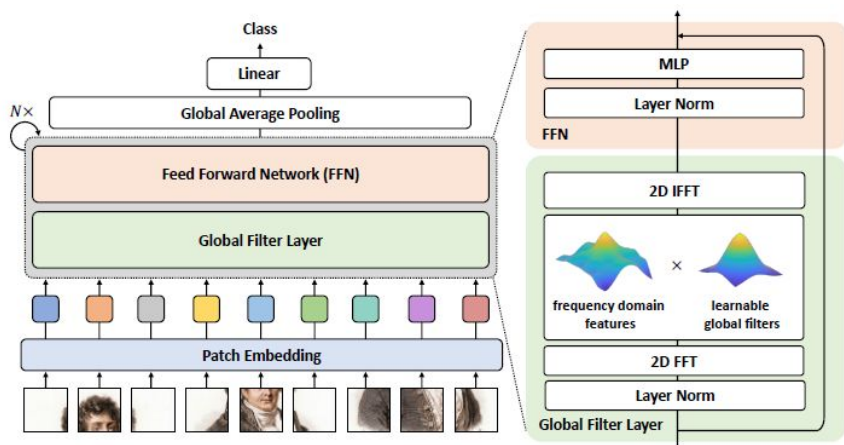 Class
Linear
Global Average Pooling
N×
Feed Forward Network (FFN)
Global Filter Layer
Patch Embedding
MLP
Layer Norm
FFN
2D IFFT
×
frequency domain
features
learnable
global filters
2D FFT
Layer Norm
Global Filter Layer